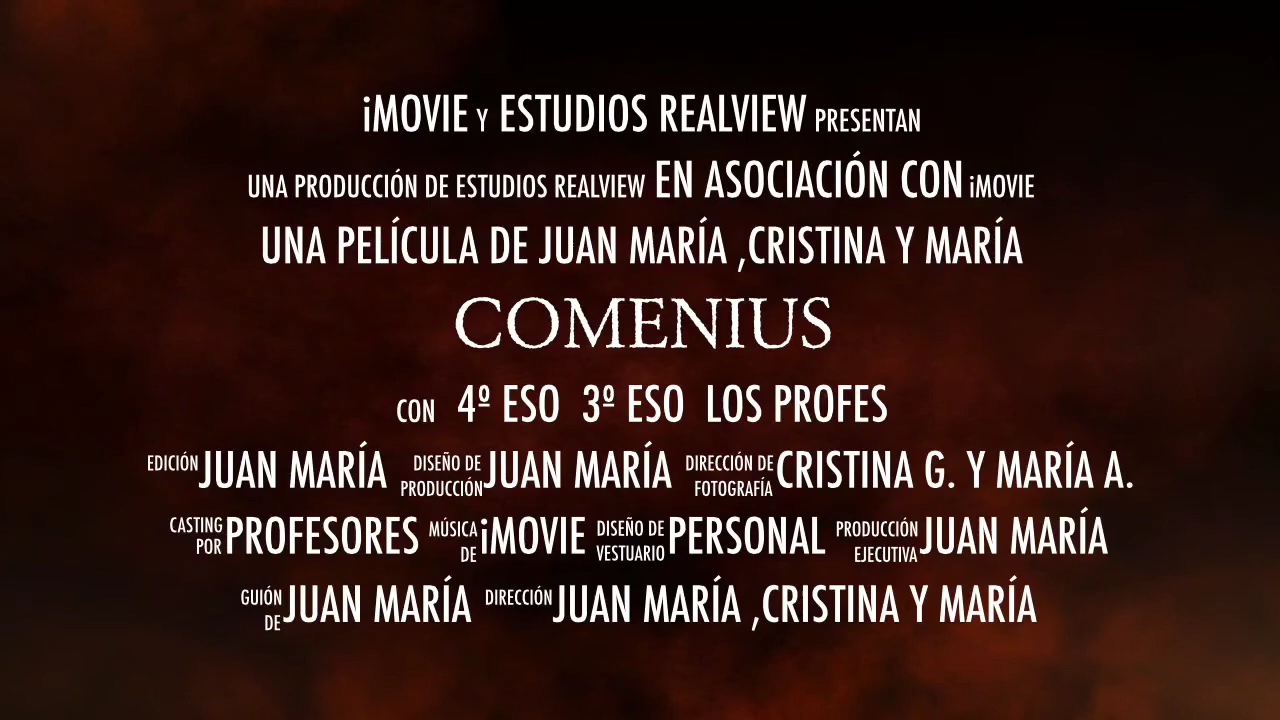 iMOVIE Y ESTUDIOS REALVIEW PRESENTAN
UNA PRODUCCIÓN DE ESTUDIOS REALVIEW EN ASOCIACIÓN CON iMOVIE
UNA PELÍCULA DE JUAN MARÍA ,CRISTINA Y MARÍA
COMENIUS
CON 4º ESO 3º ESO LOS PROFES
EDICIÓN JUAN MARÍA DISEÑO DE PRODUCCIÓN JUAN MARÍA DIRECCIÓN DE FOTOGRAFÍA CRISTINA G. Y MARÍA A.
CASTING POR PROFESORES MÚSICA DE iMOVIE DISEÑO DE VESTUARIO PERSONAL PRODUCCIÓN EJECUTIVA JUAN MARÍA
GUIÓN DE JUAN MARÍA DIRECCIÓN JUAN MARÍA ,CRISTINA Y MARÍA